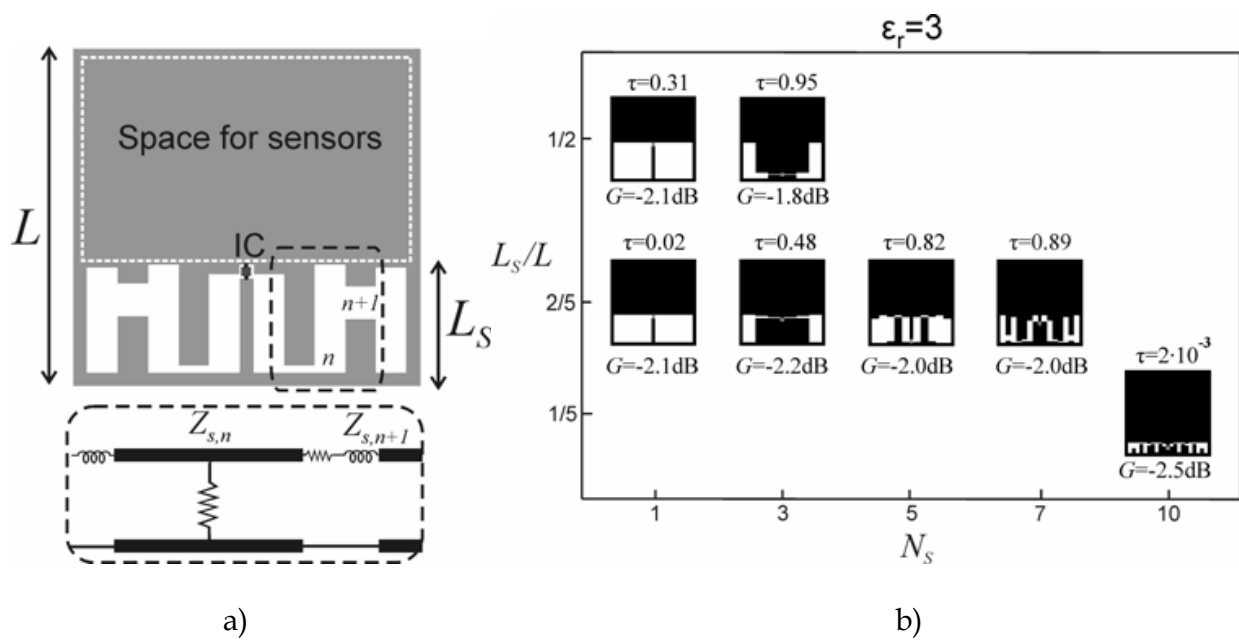 L
Space for sensors
IC
n+1
n
L_S
Z_{s,n}
Z_{s,n+1}
a)
ε_r=3
τ=0.31
τ=0.95
1/2
G=-2.1dB
G=-1.8dB
τ=0.02
τ=0.48
τ=0.82
τ=0.89
L_S/L
2/5
G=-2.1dB
G=-2.2dB
G=-2.0dB
G=-2.0dB
τ=2·10^{-3}
1/5
G=-2.5dB
1
3
5
7
10
N_S
b)